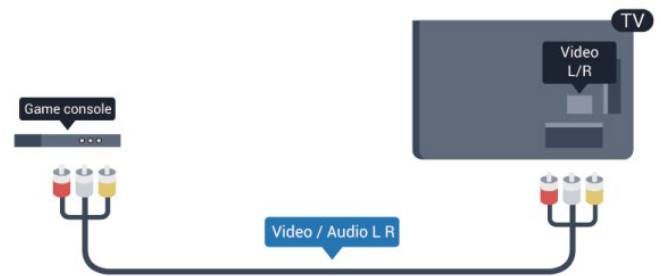 TV
Video
L/R
Game console
Video / Audio L R